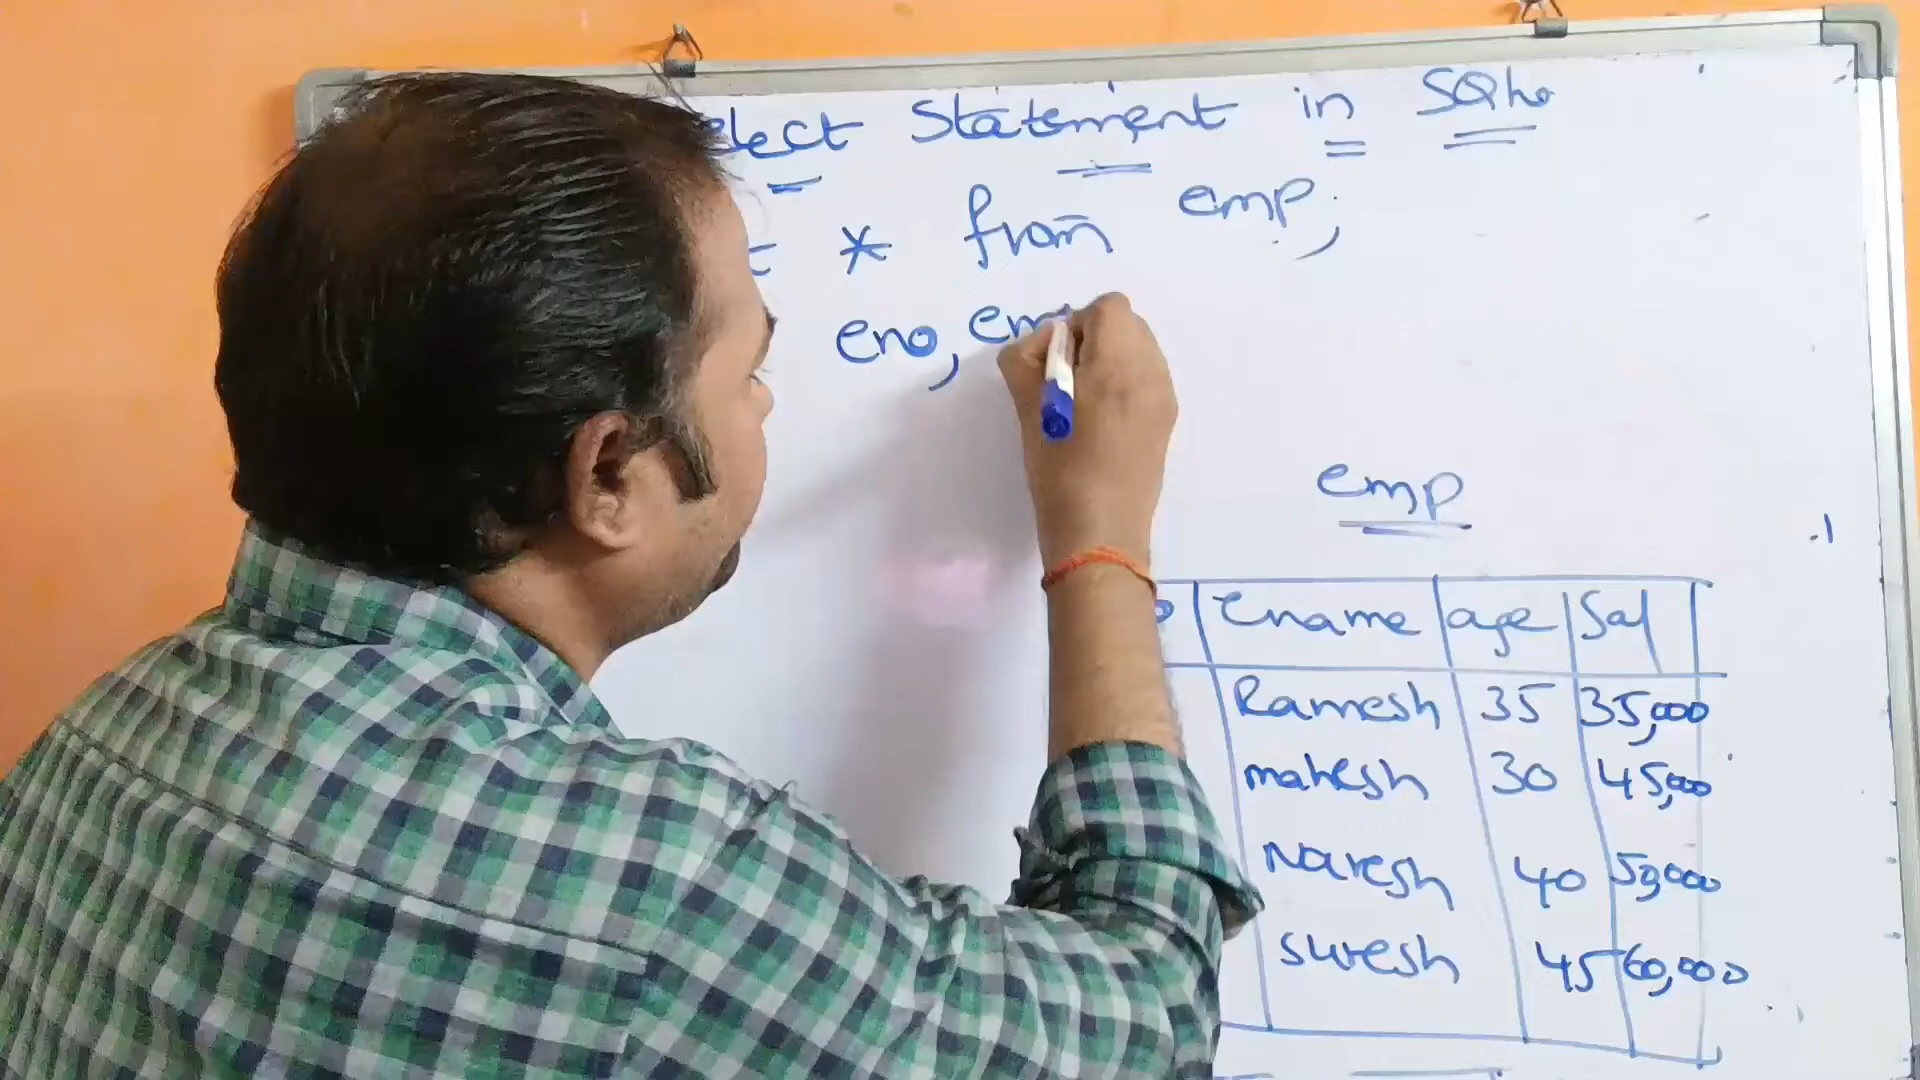 elect Statement in SQL
* from emp;
eno, em
emp
ename age Sal
Ramesh 35 35,000
mahesh 30 45,000
Naresh 40 50,000
suresh 45 60,000